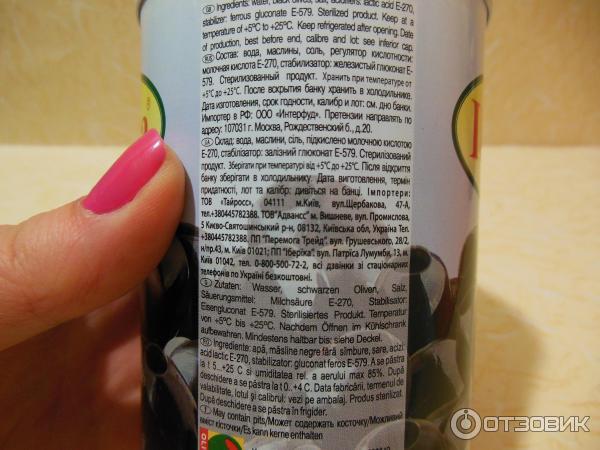 Ingredients: water, black olives, salt, acidifiers: lactic acid E-270,
stabilizer: ferrous gluconate E-579. Sterilized product. Keep at a
temperature of +5°C to +25°C. Keep refrigerated after opening. Date
of production, best before end, calibre and lot: see inferior cap.
RUS Состав: вода, маслины, соль, регулятор кислотности:
молочная кислота Е-270, стабилизатор: железистый глюконат Е-
579. Стерилизованный продукт. Хранить при температуре от
+5°С до +25°С. После вскрытия банку хранить в холодильнике.
Дата изготовления, срок годности, калибр и лот: см. дно банки.
Импортер в РФ: ООО «Интерфуд». Претензии направлять по
адресу: 107031 г. Москва, Рождественский б., д.20.
UA Склад: вода, маслини, сіль, підкислено молочною кислотою
Е-270, стабілізатор: залізний глюконат Е-579. Стерилізований
продукт. Зберігати при температурі від +5°С до +25°С. Після відкриття
банку зберігати в холодильнику. Дата виготовлення, термін
придатності, лот та калібр: дивіться на банці. Імпортери:
ТОВ «Тайросс», 04111 м.Київ, вул.Щербакова, 47-А,
тел.+380445782388. ТОВ"Адвансс" м. Вишневе, вул. Промислова,
5 Києво-Святошинський р-н, 08132, Київська обл, Україна Тел.
+380445782388. ПП "Перемога Трейд". вул. Грушевського, 28/2,
н/пр.43, м. Київ 01021; ПП "Іберіка". вул. Патріса Лумумби, 13, м.
Київ 01042, тел. 0-800-500-72-2, всі дзвінки зі стаціонарних
телефонів по Україні безкоштовні.
Zutaten: Wasser, schwarzen Oliven, Salz,
Säuerungsmittel: Milchsäure E-270, Stabilisator:
Eisengluconat E-579. Sterilisiertes Produkt. Temperatur
von +5°C bis +25°C. Nachdem Öffnen im Kühlschrank
aufbewahren. Mindestens haltbar bis: siehe Deckel.
RO Ingrediente: apă, măsline negre fără sîmbure, sare, acizi:
acid lactic E-270, stabilizator: gluconat feros E-579. A se păstra
la t 5...+25 C si umiditatea rel. a aerului max 85%. După
deschidere a se păstra la t 0..+4 C. Data fabricării, termenul de
valabilitate, lotul şi calibrul: vezi pe ambalaj. Produs sterilizat.
După deschidere a se păstra în frigider.
May contain pits/Может содержать косточку/Можливий
вміст кісточки/Es kann kerne enthalten
ОТЗОВИК